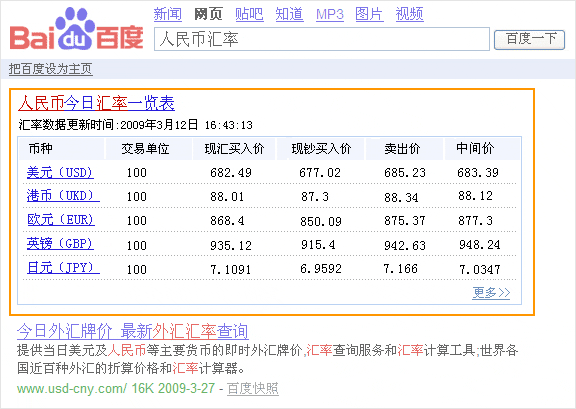 新闻 网页 贴吧 知道 MP3 图片 视频
Bai du 百度
人民币汇率 百度一下
把百度设为主页
人民币今日汇率一览表
汇率数据更新时间:2009年3月12日 16:43:13
币种 交易单位 现汇买入价 现钞买入价 卖出价 中间价
美元（USD） 100 682.49 677.02 685.23 683.39
港币（UKD） 100 88.01 87.3 88.34 88.12
欧元（EUR） 100 868.4 850.09 875.37 877.3
英镑（GBP） 100 935.12 915.4 942.63 948.24
日元（JPY） 100 7.1091 6.9592 7.166 7.0347
更多>>
今日外汇牌价 最新外汇汇率查询
提供当日美元及人民币等主要货币的即时外汇牌价,汇率查询服务和汇率计算工具;世界各
国近百种外汇的折算价格和汇率计算器。
www.usd-cny.com/ 16K 2009-3-27 - 百度快照